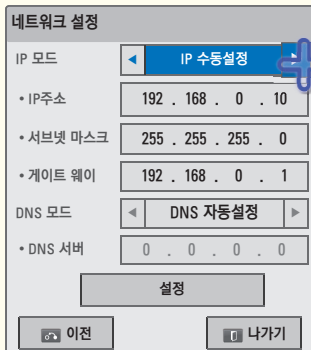 네트워크 설정
IP 모드 ◀ IP 수동설정
• IP주소 192 . 168 . 0 . 10
• 서브넷 마스크 255 . 255 . 255 . 0
• 게이트 웨이 192 . 168 . 0 . 1
DNS 모드 ◀ DNS 자동설정 ▶
• DNS 서버 0 . 0 . 0 . 0
설정
이전 나가기